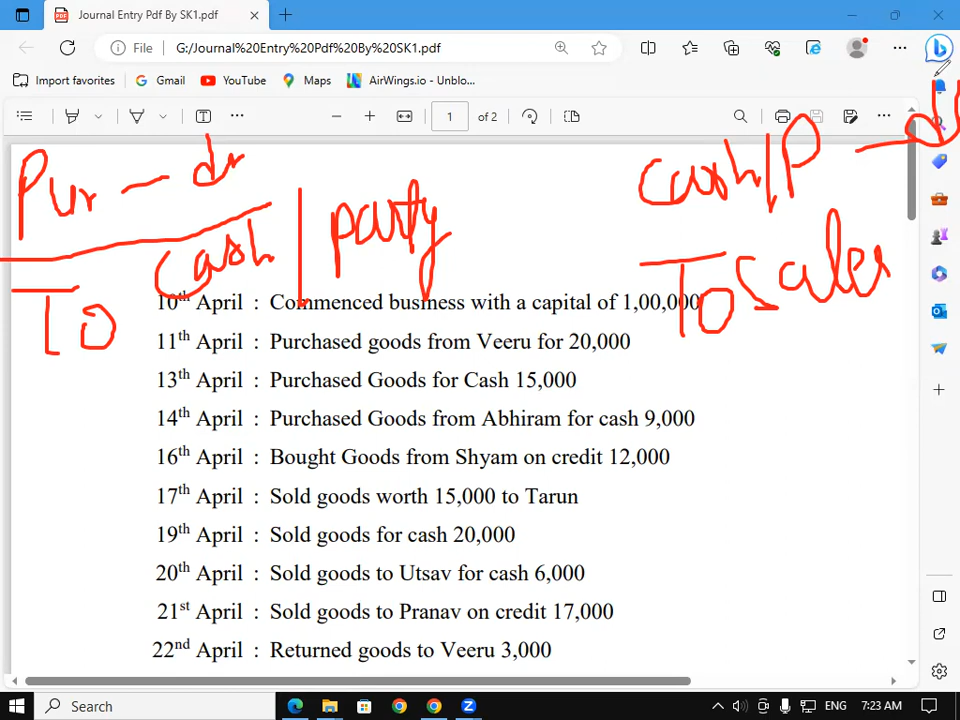 Journal Entry Pdf By SK1.pdf
File G:/Journal%20Entry%20Pdf%20By%20SK1.pdf
Import favorites Gmail YouTube Maps AirWings.io - Unblo...
1 of 2
Pur - dr
To cash | party
cash/P - dr
To sales
10th April : Commenced business with a capital of 1,00,000
11th April : Purchased goods from Veeru for 20,000
13th April : Purchased Goods for Cash 15,000
14th April : Purchased Goods from Abhiram for cash 9,000
16th April : Bought Goods from Shyam on credit 12,000
17th April : Sold goods worth 15,000 to Tarun
19th April : Sold goods for cash 20,000
20th April : Sold goods to Utsav for cash 6,000
21st April : Sold goods to Pranav on credit 17,000
22nd April : Returned goods to Veeru 3,000
Search ENG 7:23 AM